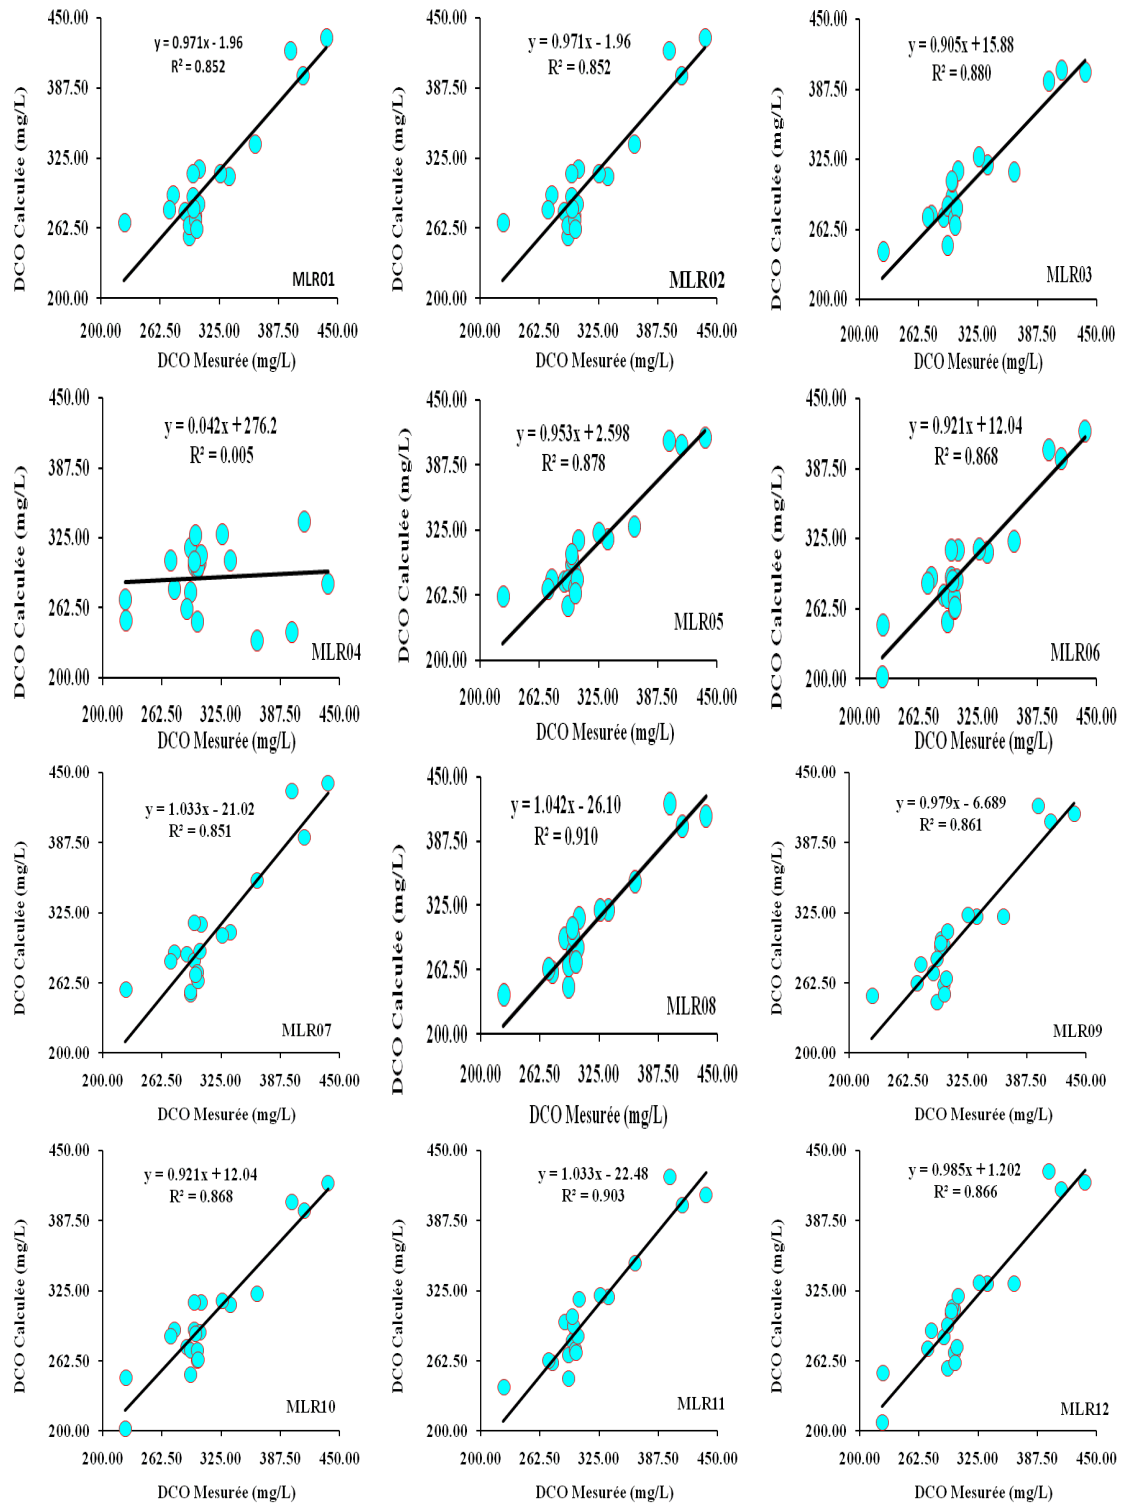 450.00
387.50
325.00
262.50
200.00
DCO Calculée (mg/L)
y = 0.971x - 1.96
R² = 0.852
MLR01
200.00 262.50 325.00 387.50 450.00
DCO Mesurée (mg/L)
450.00
387.50
325.00
262.50
200.00
DCO Calculée (mg/L)
y = 0.971x - 1.96
R² = 0.852
MLR02
200.00 262.50 325.00 387.50 450.00
DCO Mesurée (mg/L)
450.00
387.50
325.00
262.50
200.00
DCO Calculée (mg/L)
y = 0.905x + 15.88
R² = 0.880
MLR03
200.00 262.50 325.00 387.50 450.00
DCO Mesurée (mg/L)
450.00
387.50
325.00
262.50
200.00
DCO Calculée (mg/L)
y = 0.042x + 276.2
R² = 0.005
MLR04
200.00 262.50 325.00 387.50 450.00
DCO Mesurée (mg/L)
450.00
387.50
325.00
262.50
200.00
DCO Calculée (mg/L)
y = 0.953x + 2.598
R² = 0.878
MLR05
200.00 262.50 325.00 387.50 450.00
DCO Mesurée (mg/L)
450.00
387.50
325.00
262.50
200.00
DCO Calculée (mg/L)
y = 0.921x + 12.04
R² = 0.868
MLR06
200.00 262.50 325.00 387.50 450.00
DCO Mesurée (mg/L)
450.00
387.50
325.00
262.50
200.00
DCO Calculée (mg/L)
y = 1.033x - 21.02
R² = 0.851
MLR07
200.00 262.50 325.00 387.50 450.00
DCO Mesurée (mg/L)
450.00
387.50
325.00
262.50
200.00
DCO Calculée (mg/L)
y = 1.042x - 26.10
R² = 0.910
MLR08
200.00 262.50 325.00 387.50 450.00
DCO Mesurée (mg/L)
450.00
387.50
325.00
262.50
200.00
DCO Calculée (mg/L)
y = 0.979x - 6.689
R² = 0.861
MLR09
200.00 262.50 325.00 387.50 450.00
DCO Mesurée (mg/L)
450.00
387.50
325.00
262.50
200.00
DCO Calculée (mg/L)
y = 0.921x + 12.04
R² = 0.868
MLR10
200.00 262.50 325.00 387.50 450.00
DCO Mesurée (mg/L)
450.00
387.50
325.00
262.50
200.00
DCO Calculée (mg/L)
y = 1.033x - 22.48
R² = 0.903
MLR11
200.00 262.50 325.00 387.50 450.00
DCO Mesurée (mg/L)
450.00
387.50
325.00
262.50
200.00
DCO Calculée (mg/L)
y = 0.985x + 1.202
R² = 0.866
MLR12
200.00 262.50 325.00 387.50 450.00
DCO Mesurée (mg/L)